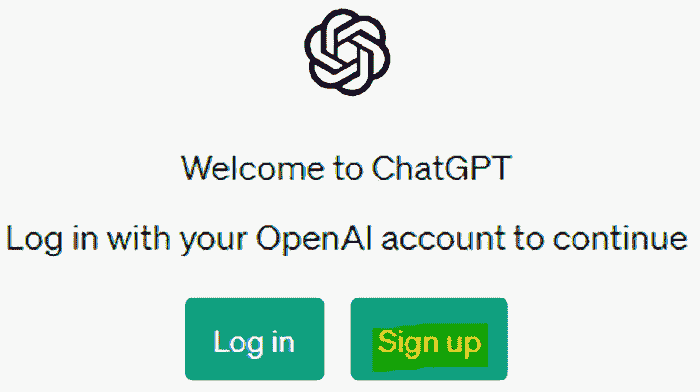 Welcome to ChatGPT
Log in with your OpenAI account to continue
Log in Sign up